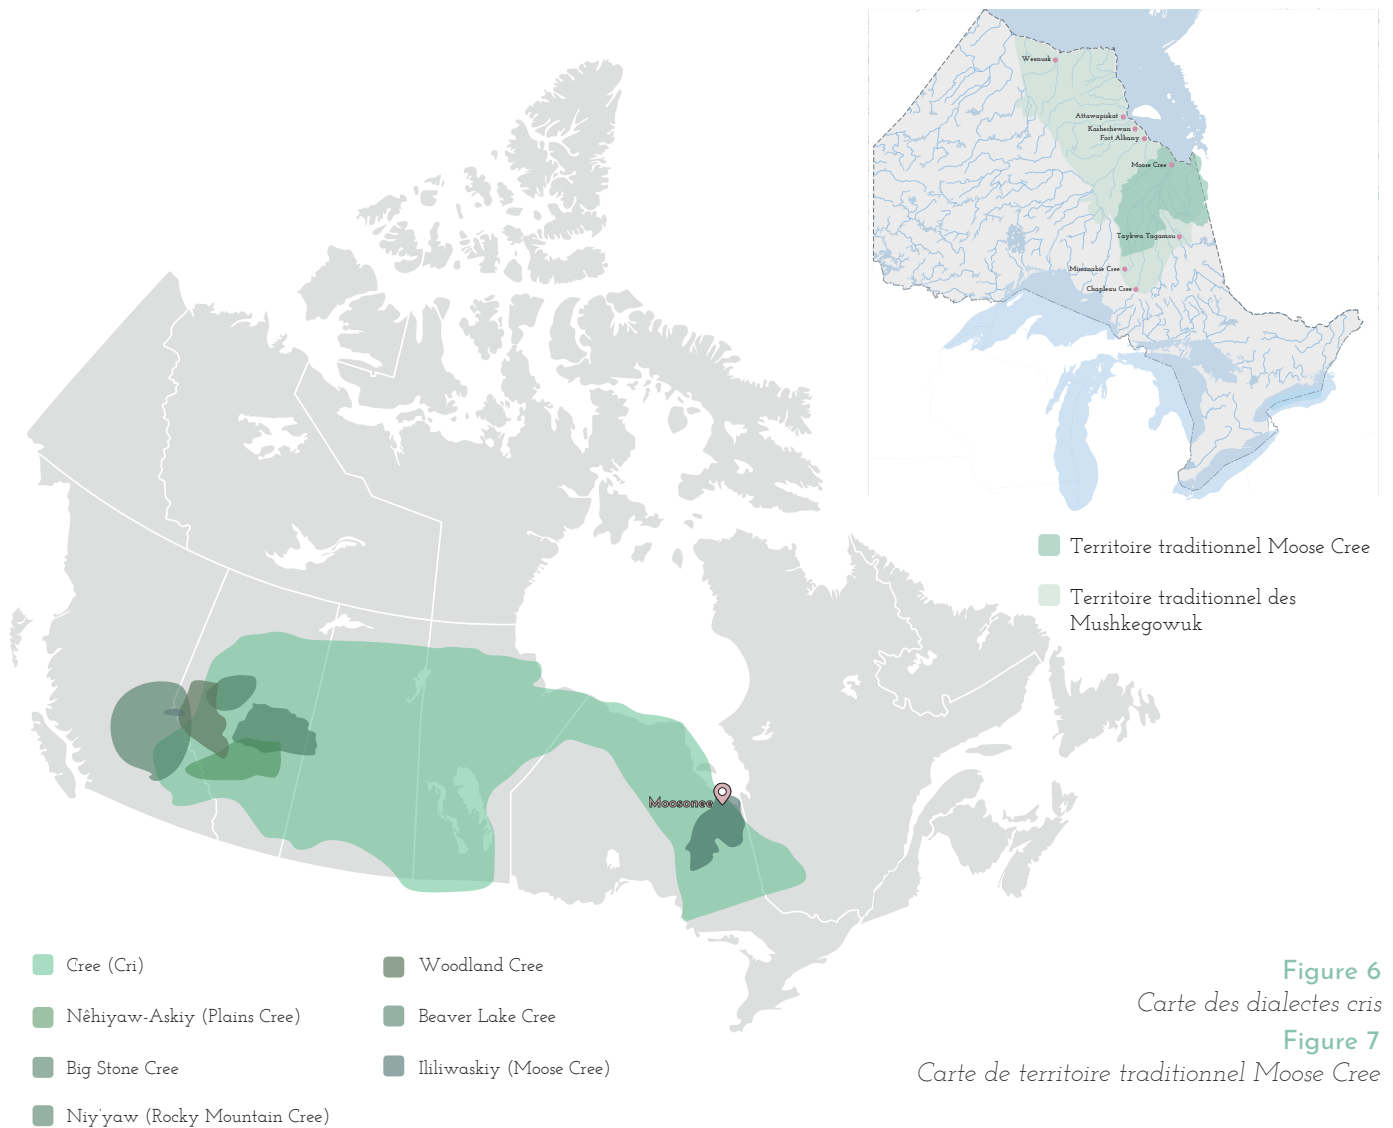 Weenusk
Attawapiskat
Kashechewan
Fort Albany
Moose Cree
Taykwa Tagamou
Missanabie Cree
Chapleau Cree
Territoire traditionnel Moose Cree
Territoire traditionnel des
Mushkegowuk
Moosonee
Cree (Cri)
Nêhiyaw-Askiy (Plains Cree)
Big Stone Cree
Niy'yaw (Rocky Mountain Cree)
Woodland Cree
Beaver Lake Cree
Ililiwaskiy (Moose Cree)
Figure 6
Carte des dialectes cris
Figure 7
Carte de territoire traditionnel Moose Cree